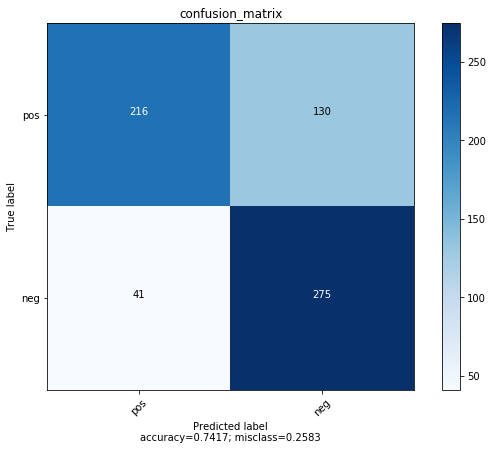 confusion_matrix
True label
pos
216
130
neg
41
275
pos
neg
Predicted label
accuracy=0.7417; misclass=0.2583
250
200
150
100
50